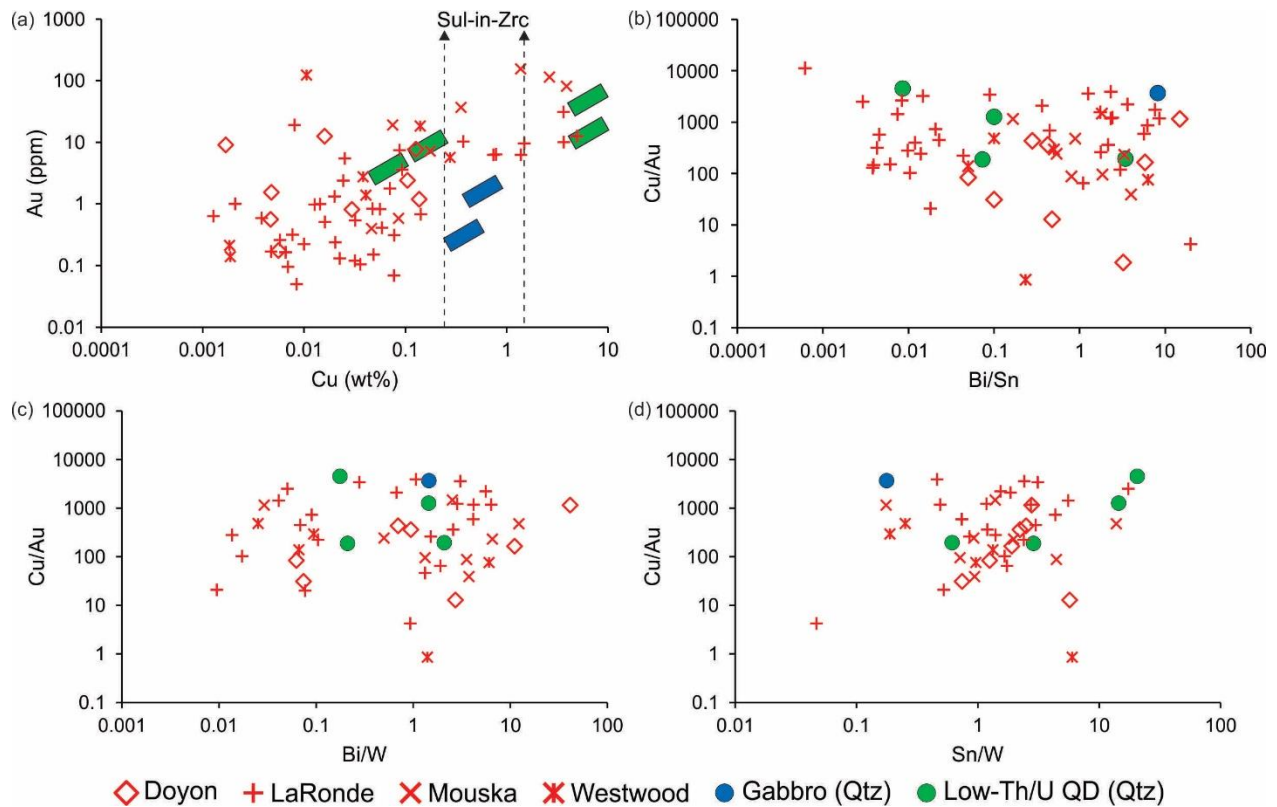 (a)
Sul-in-Zrc
1000
100
10
1
0.1
0.01
Au (ppm)
0.0001 0.001 0.01 0.1 1 10
Cu (wt%)
(b)
100000
10000
1000
100
10
1
0.1
Cu/Au
0.0001 0.001 0.01 0.1 1 10 100
Bi/Sn
(c)
100000
10000
1000
100
10
1
0.1
Cu/Au
0.001 0.01 0.1 1 10 100
Bi/W
(d)
100000
10000
1000
100
10
1
0.1
Cu/Au
0.01 0.1 1 10 100
Sn/W
Doyon LaRonde Mouska Westwood Gabbro (Qtz) Low-Th/U QD (Qtz)